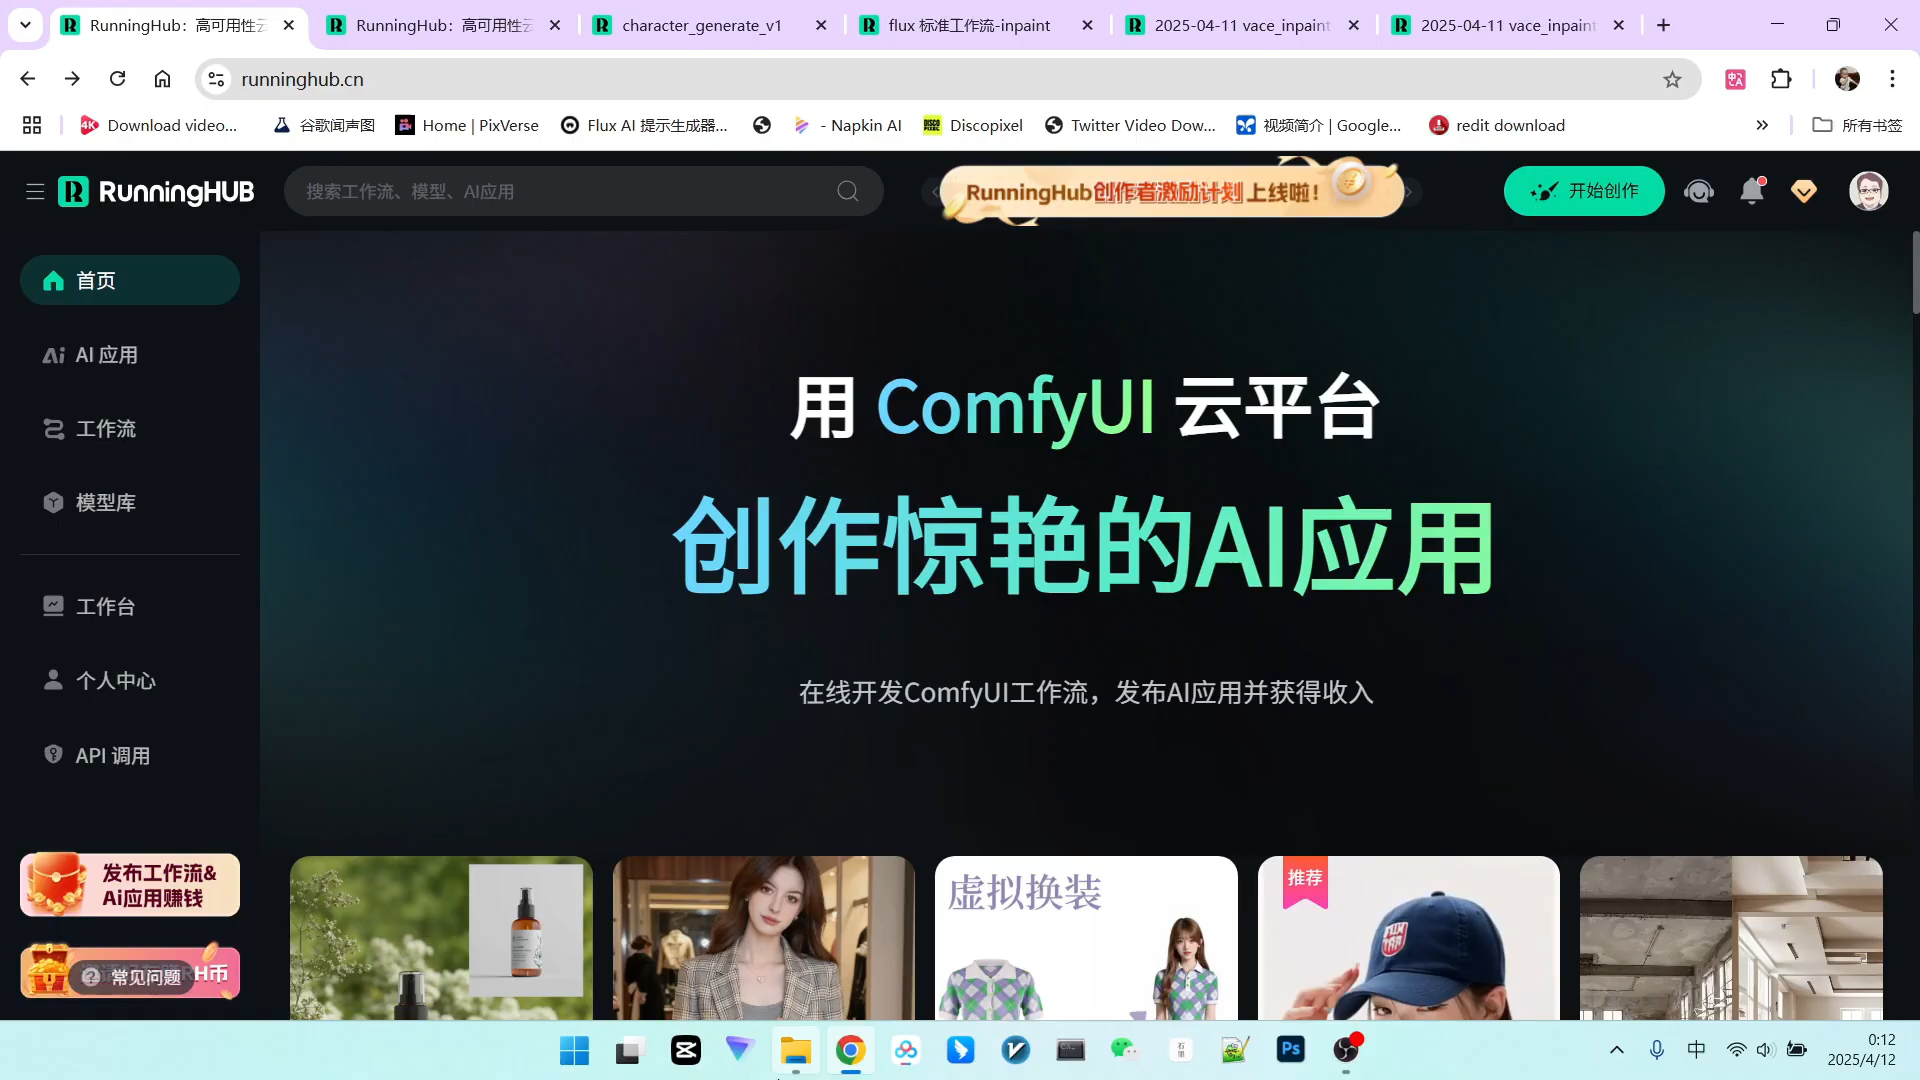 RunningHub：高可用性云
RunningHub：高可用性云
character_generate_v1
flux 标准工作流-inpaint
2025-04-11 vace_inpaint
2025-04-11 vace_inpaint
runninghub.cn
Download video...
谷歌闻声图
Home | PixVerse
Flux AI 提示生成器...
- Napkin AI
Discopixel
Twitter Video Dow...
视频简介 | Google...
redit download
所有书签
RunningHUB
搜索工作流、模型、AI应用
RunningHub创作者激励计划上线啦！
开始创作
首页
AI 应用
工作流
模型库
工作台
个人中心
API 调用
发布工作流&
Ai应用赚钱
常见问题
H币
用 ComfyUI 云平台
创作惊艳的AI应用
在线开发ComfyUI工作流，发布AI应用并获得收入
虚拟换装
推荐
中
0:12
2025/4/12